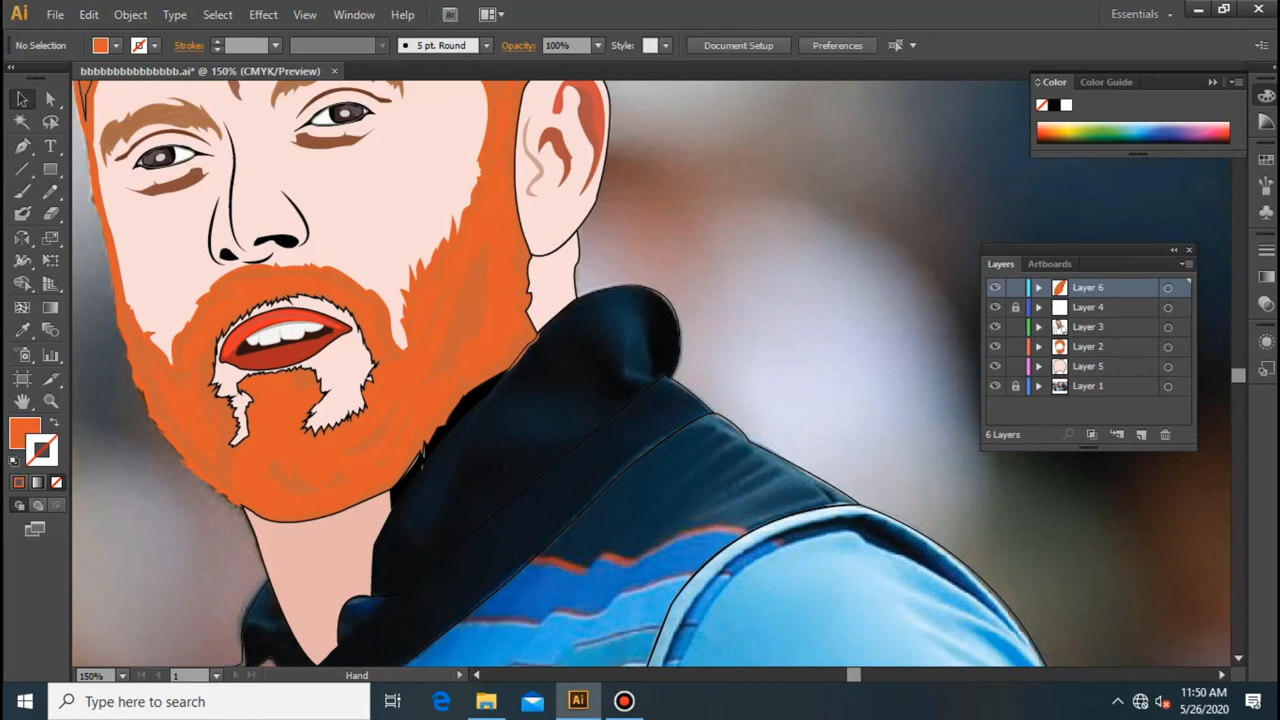 Ai File Edit Object Type Select Effect View Window Help Br Essentials
No Selection Stroke: 5 pt. Round Opacity: 100% Style: Document Setup Preferences
bbbbbbbbbbbbbbbb.ai* @ 150% (CMYK/Preview)
Color Color Guide
Layers Artboards
Layer 6
Layer 4
Layer 3
Layer 2
Layer 5
Layer 1
6 Layers
150% 1 Hand
Type here to search
Ai
11:50 AM
5/26/2020